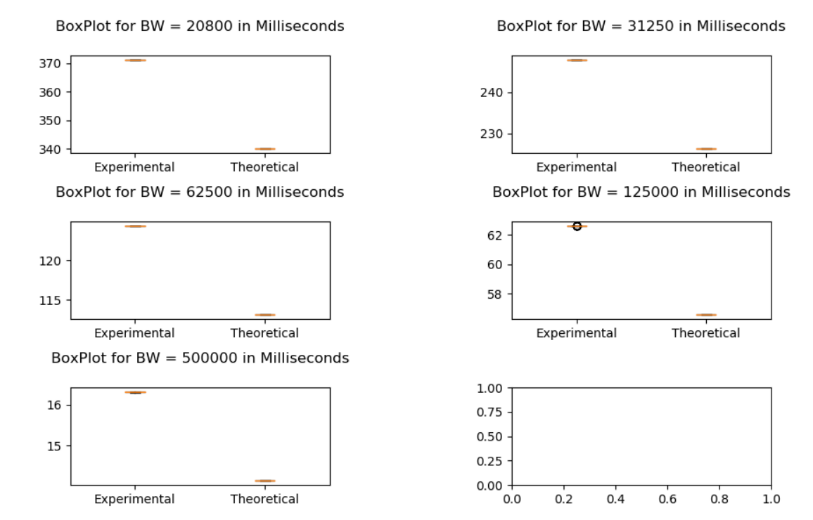 BoxPlot for BW = 20800 in Milliseconds
370
360
350
340
Experimental Theoretical
BoxPlot for BW = 31250 in Milliseconds
240
230
Experimental Theoretical
BoxPlot for BW = 62500 in Milliseconds
120
115
Experimental Theoretical
BoxPlot for BW = 125000 in Milliseconds
62
60
58
Experimental Theoretical
BoxPlot for BW = 500000 in Milliseconds
16
15
Experimental Theoretical
1.00
0.75
0.50
0.25
0.00
0.0 0.2 0.4 0.6 0.8 1.0